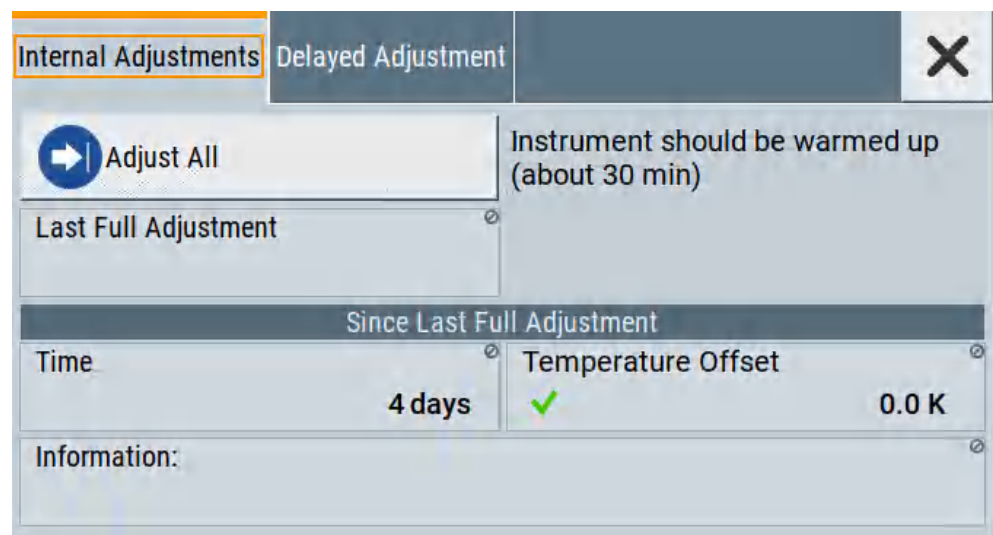 Internal Adjustments
Delayed Adjustment
Adjust All
Instrument should be warmed up
(about 30 min)
Last Full Adjustment
Since Last Full Adjustment
Time
4 days
Temperature Offset
0.0 K
Information: